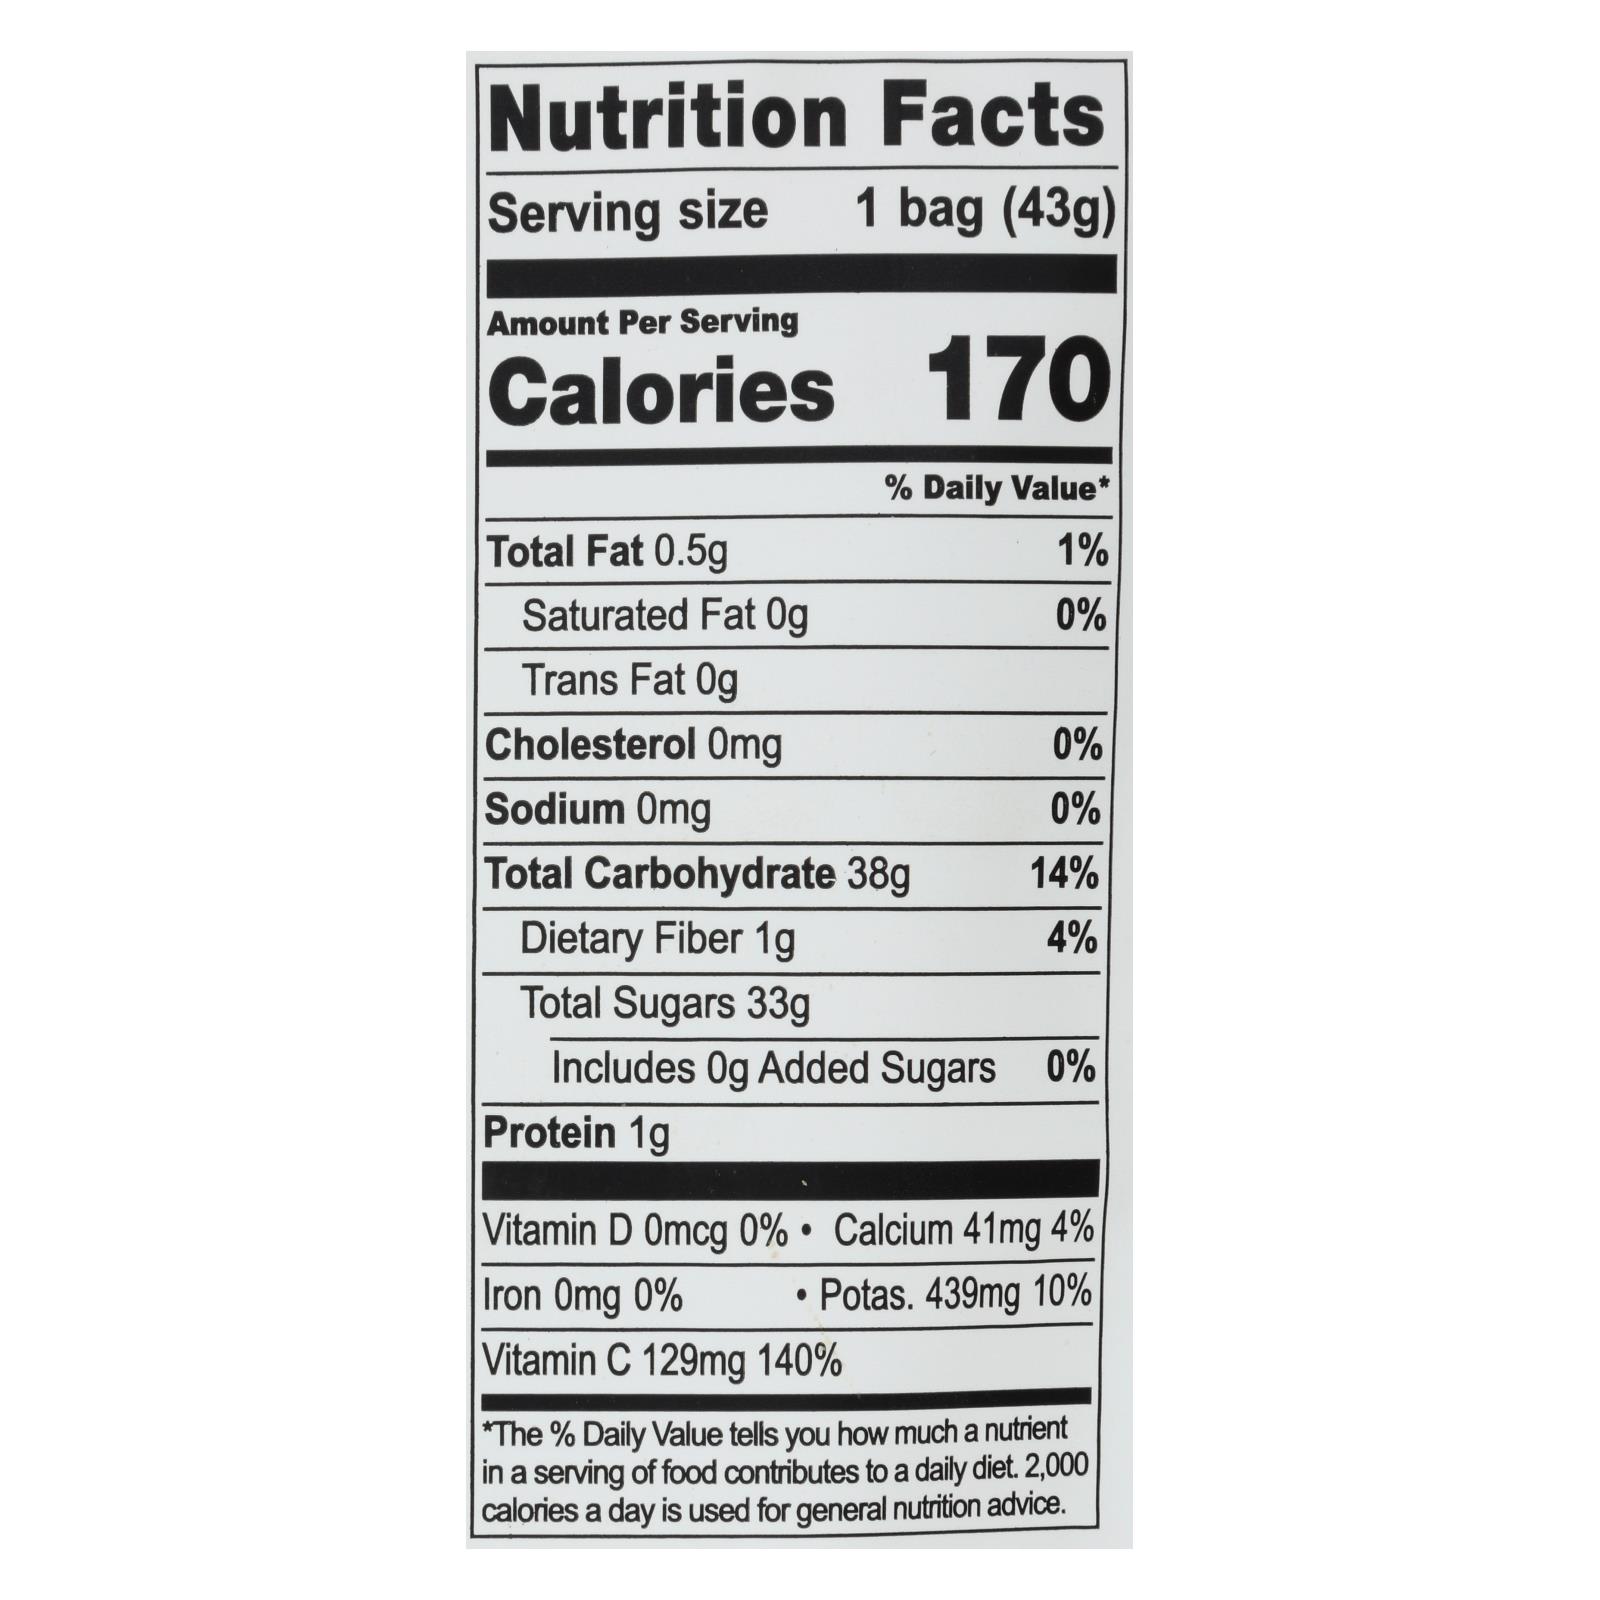 Nutrition Facts
Serving size 1 bag (43g)
Amount Per Serving
Calories 170
% Daily Value*
Total Fat 0.5g 1%
Saturated Fat 0g 0%
Trans Fat 0g
Cholesterol 0mg 0%
Sodium 0mg 0%
Total Carbohydrate 38g 14%
Dietary Fiber 1g 4%
Total Sugars 33g
Includes 0g Added Sugars 0%
Protein 1g
Vitamin D 0mcg 0% • Calcium 41mg 4%
Iron 0mg 0% • Potas. 439mg 10%
Vitamin C 129mg 140%
*The % Daily Value tells you how much a nutrient
in a serving of food contributes to a daily diet. 2,000
calories a day is used for general nutrition advice.